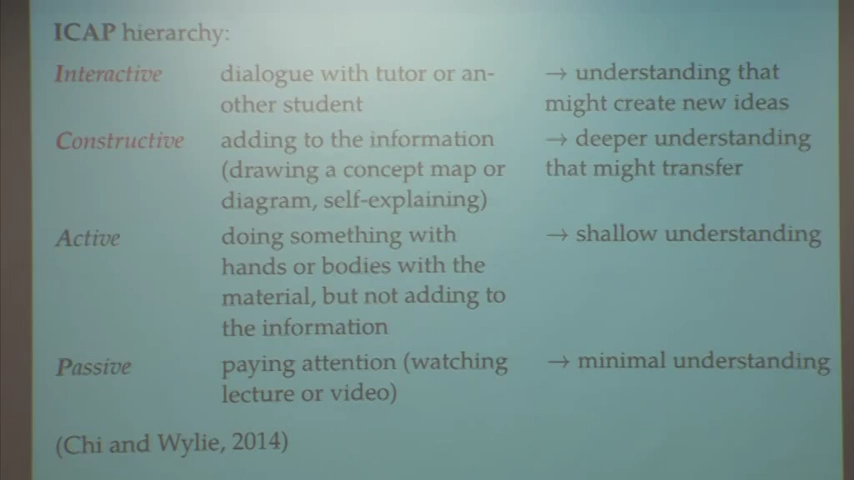 ICAP hierarchy:
Interactive dialogue with tutor or an- → understanding that
other student might create new ideas
Constructive adding to the information → deeper understanding
(drawing a concept map or that might transfer
diagram, self-explaining)
Active doing something with → shallow understanding
hands or bodies with the
material, but not adding to
the information
Passive paying attention (watching → minimal understanding
lecture or video)
(Chi and Wylie, 2014)